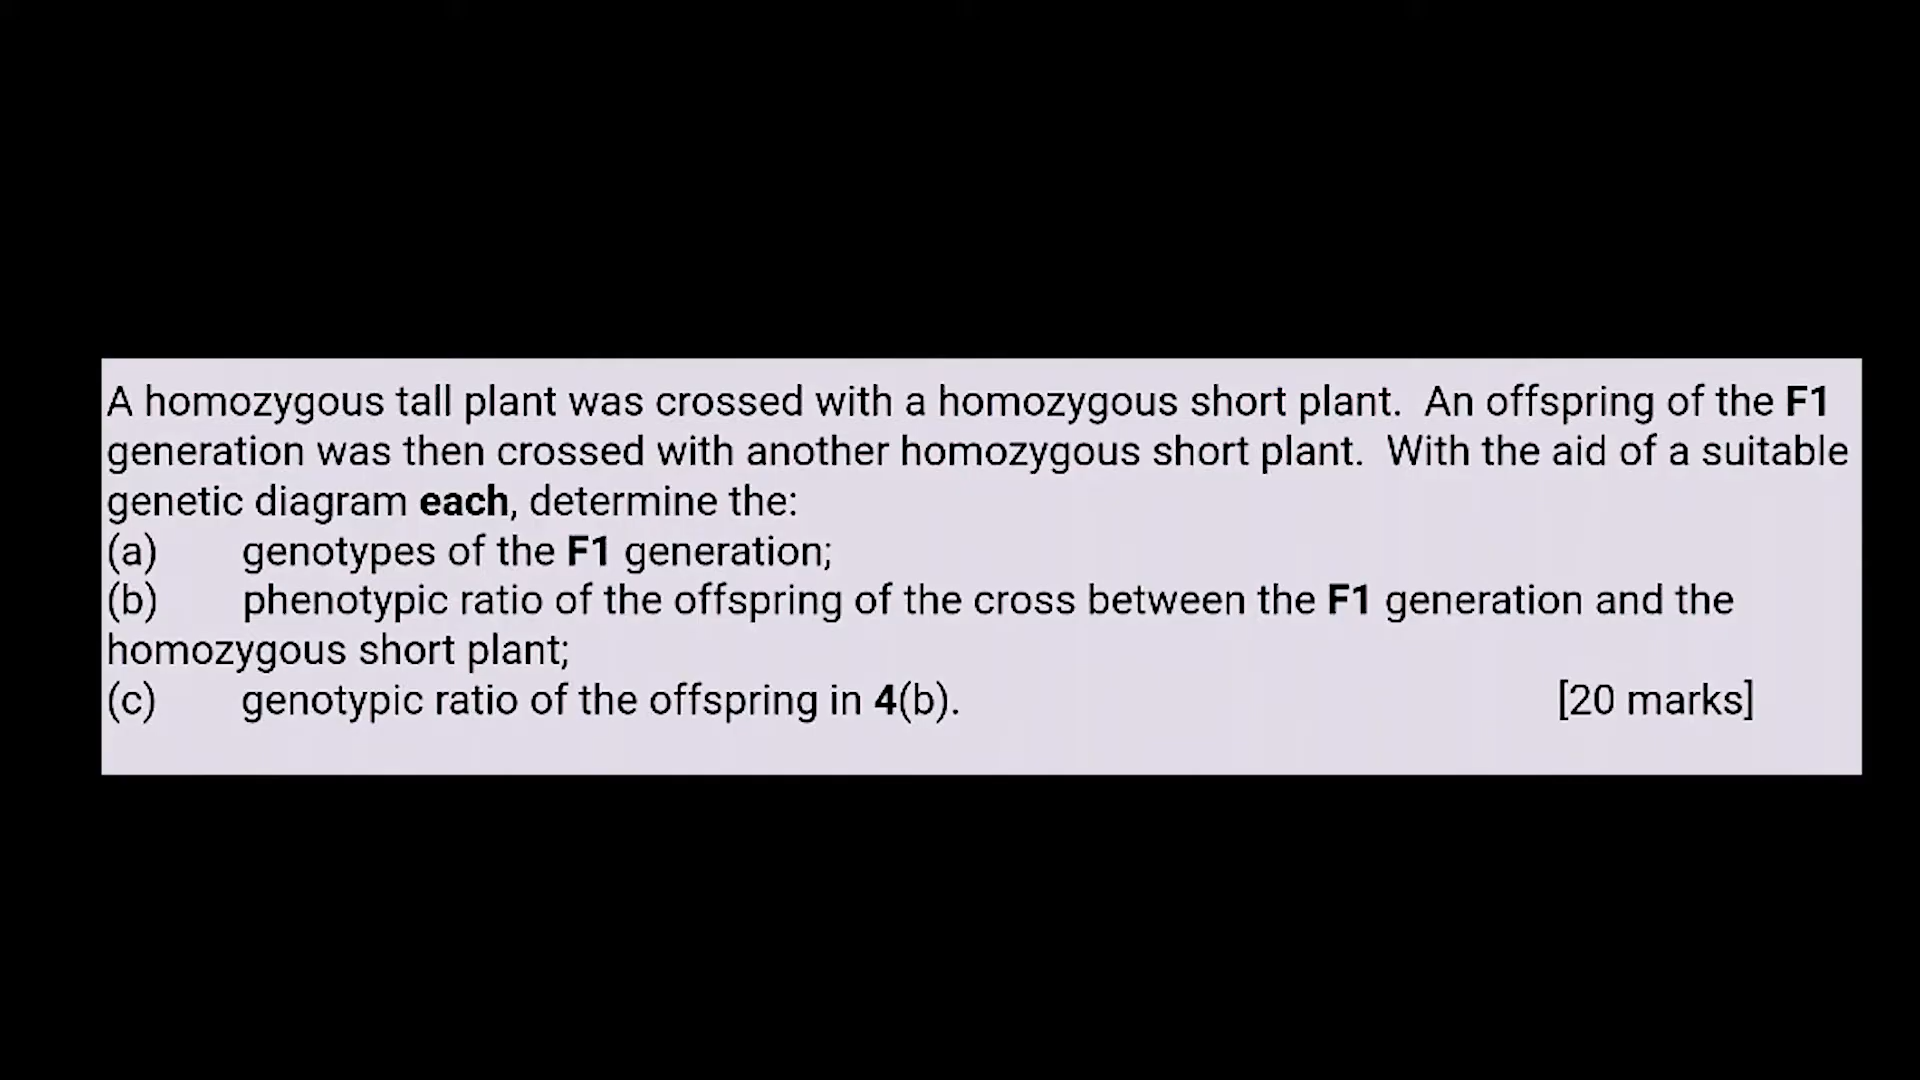 A homozygous tall plant was crossed with a homozygous short plant. An offspring of the F1
generation was then crossed with another homozygous short plant. With the aid of a suitable
genetic diagram each, determine the:
(a) genotypes of the F1 generation;
(b) phenotypic ratio of the offspring of the cross between the F1 generation and the
homozygous short plant;
(c) genotypic ratio of the offspring in 4(b). [20 marks]